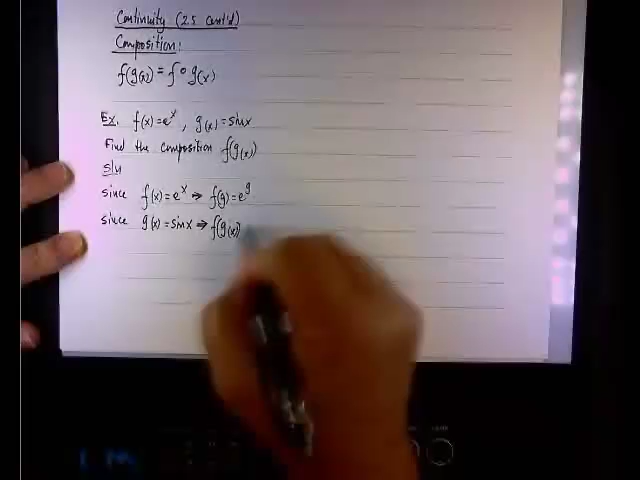 Continuity (2.5 cont'd)
Composition:
f(g(x)) = f∘g(x)
Ex. f(x)=e^x, g(x)=sinx
Find the composition f(g(x))
Sln
since f(x)=e^x → f(g)=e^g
since g(x)=sinx → f(g(x))